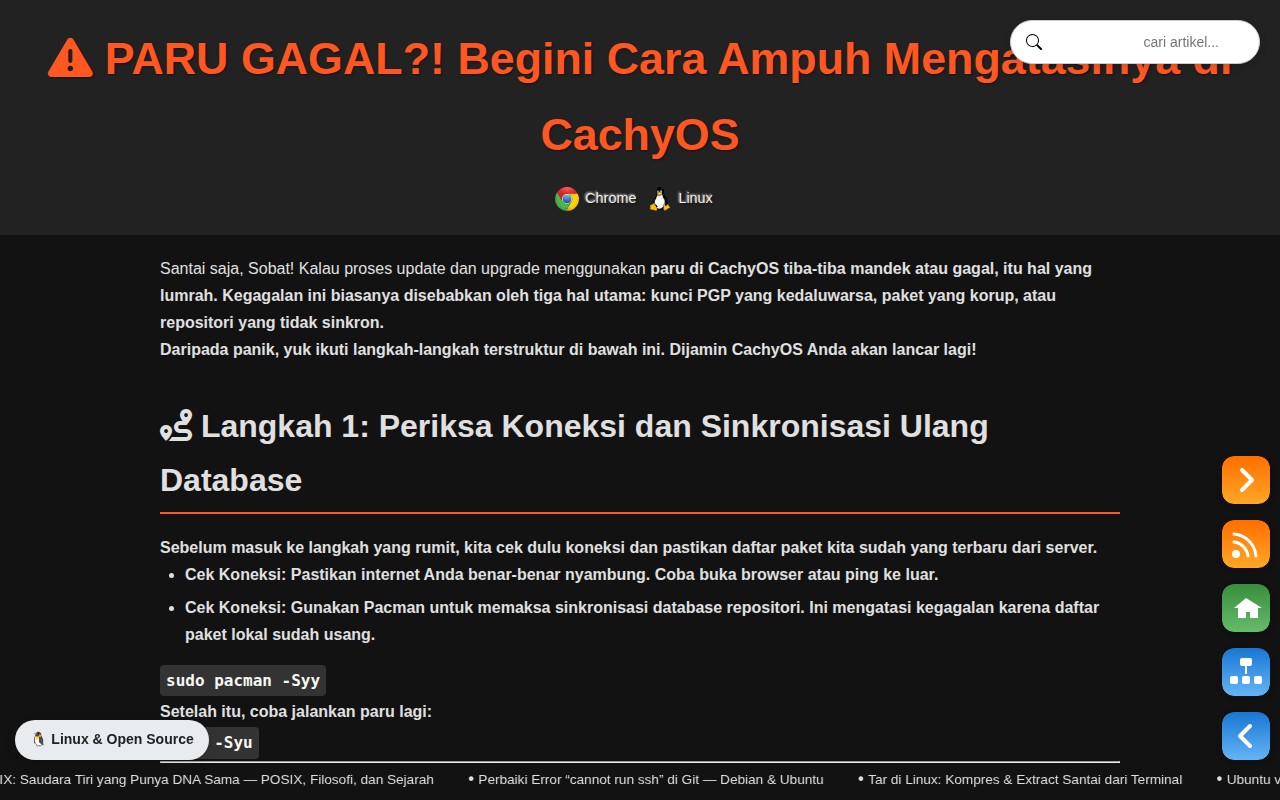 PARU GAGAL?! Begini Cara Ampuh
cari artikel...
CachyOS
Chrome Linux
Santai saja, Sobat! Kalau proses update dan upgrade menggunakan paru di CachyOS tiba-tiba mandek atau gagal, itu hal yang
lumrah. Kegagalan ini biasanya disebabkan oleh tiga hal utama: kunci PGP yang kedaluwarsa, paket yang korup, atau
repositori yang tidak sinkron.
Daripada panik, yuk ikuti langkah-langkah terstruktur di bawah ini. Dijamin CachyOS Anda akan lancar lagi!
Langkah 1: Periksa Koneksi dan Sinkronisasi Ulang
Database
Sebelum masuk ke langkah yang rumit, kita cek dulu koneksi dan pastikan daftar paket kita sudah yang terbaru dari server.
• Cek Koneksi: Pastikan internet Anda benar-benar nyambung. Coba buka browser atau ping ke luar.
• Cek Koneksi: Gunakan Pacman untuk memaksa sinkronisasi database repositori. Ini mengatasi kegagalan karena daftar
paket lokal sudah usang.
sudo pacman -Syy
Setelah itu, coba jalankan paru lagi:
Linux & Open Source
-Syu
IX: Saudara Tiri yang Punya DNA Sama — POSIX, Filosofi, dan Sejarah • Perbaiki Error “cannot run ssh” di Git — Debian & Ubuntu • Tar di Linux: Kompres & Extract Santai dari Terminal • Ubuntu